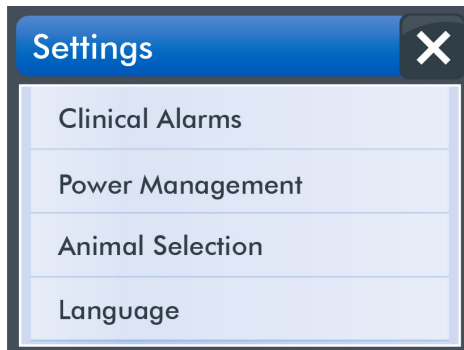 Settings
Clinical Alarms
Power Management
Animal Selection
Language